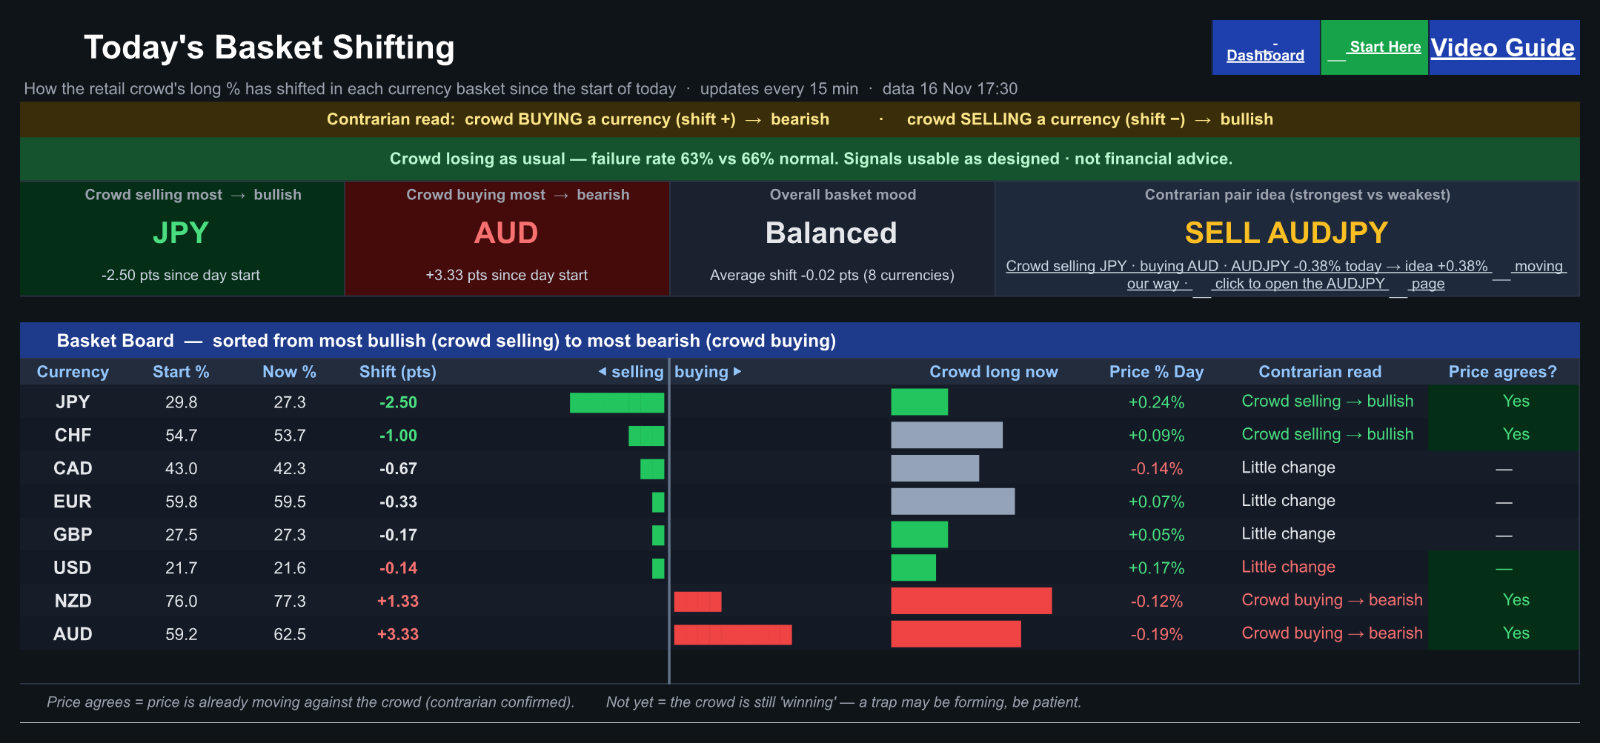 Today's Basket Shifting
Dashboard
Start Here
Video Guide
How the retail crowd's long % has shifted in each currency basket since the start of today · updates every 15 min · data 16 Nov 17:30
Contrarian read: crowd BUYING a currency (shift +) → bearish · crowd SELLING a currency (shift −) → bullish
Crowd losing as usual — failure rate 63% vs 66% normal. Signals usable as designed · not financial advice.
Crowd selling most → bullish
JPY
-2.50 pts since day start
Crowd buying most → bearish
AUD
+3.33 pts since day start
Overall basket mood
Balanced
Average shift -0.02 pts (8 currencies)
Contrarian pair idea (strongest vs weakest)
SELL AUDJPY
Crowd selling JPY · buying AUD · AUDJPY -0.38% today → idea +0.38% __ moving
our way · __ click to open the AUDJPY __ page
Basket Board — sorted from most bullish (crowd selling) to most bearish (crowd buying)
Currency Start % Now % Shift (pts) ◄ selling buying ► Crowd long now Price % Day Contrarian read Price agrees?
JPY 29.8 27.3 -2.50 +0.24% Crowd selling → bullish Yes
CHF 54.7 53.7 -1.00 +0.09% Crowd selling → bullish Yes
CAD 43.0 42.3 -0.67 -0.14% Little change —
EUR 59.8 59.5 -0.33 +0.07% Little change —
GBP 27.5 27.3 -0.17 +0.05% Little change —
USD 21.7 21.6 -0.14 +0.17% Little change —
NZD 76.0 77.3 +1.33 -0.12% Crowd buying → bearish Yes
AUD 59.2 62.5 +3.33 -0.19% Crowd buying → bearish Yes
Price agrees = price is already moving against the crowd (contrarian confirmed). Not yet = the crowd is still 'winning' — a trap may be forming, be patient.